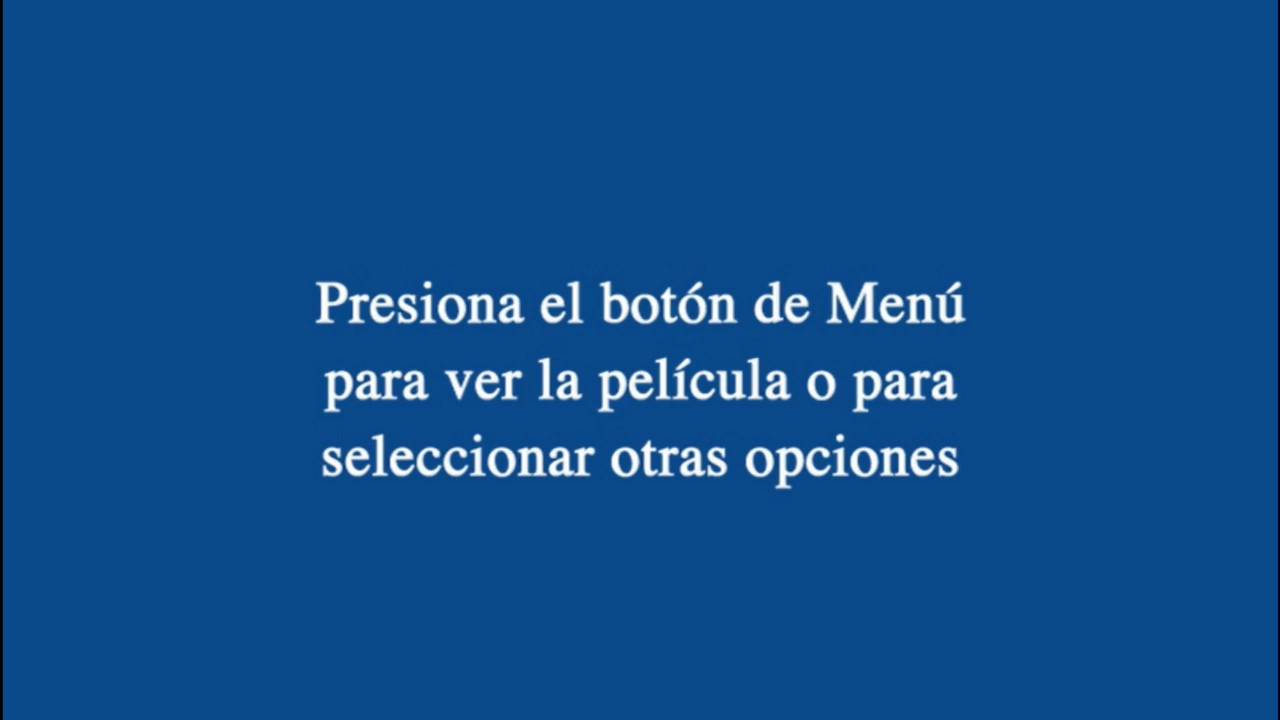 Presiona el botón de Menú
para ver la película o para
seleccionar otras opciones